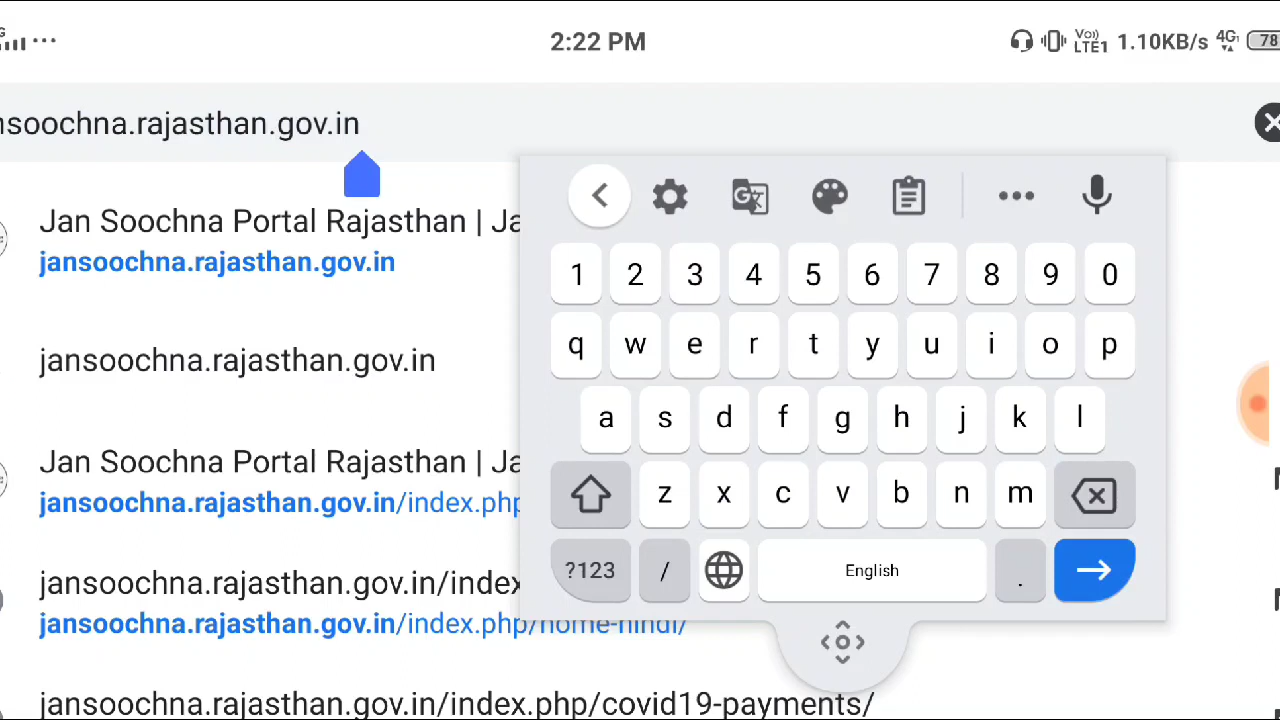 2:22 PM
Vo)) LTE1 1.10KB/s 4G 78
nsoochna.rajasthan.gov.in
Jan Soochna Portal Rajasthan | Ja
jansoochna.rajasthan.gov.in
jansoochna.rajasthan.gov.in
Jan Soochna Portal Rajasthan | Ja
jansoochna.rajasthan.gov.in/index.php
jansoochna.rajasthan.gov.in/index
jansoochna.rajasthan.gov.in/index.php/home-hindi/
jansoochna.rajasthan.gov.in/index.php/covid19-payments/
1 2 3 4 5 6 7 8 9 0
q w e r t y u i o p
a s d f g h j k l
z x c v b n m
?123 / English .